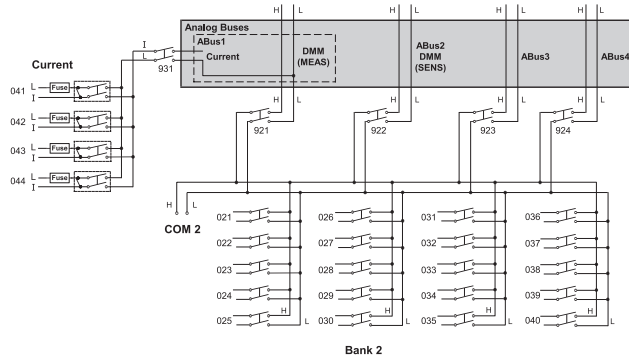 H L H L H L H L
Analog Buses
ABus1
I
Current
L
931
DMM
(MEAS)
ABus2
DMM
(SENS)
ABus3
ABus4
Current
041 L Fuse
I
042 L Fuse
I
043 L Fuse
I
044 L Fuse
I
H L H L H L H L
921 922 923 924
H L
COM 2
021 026 031 036
022 027 032 037
023 028 033 038
024 029 034 039
H H H H
025 L 030 L 035 L 040 L
Bank 2